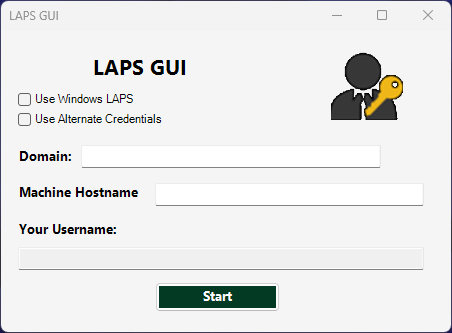 LAPS GUI
LAPS GUI
Use Windows LAPS
Use Alternate Credentials
Domain:
Machine Hostname
Your Username:
Start